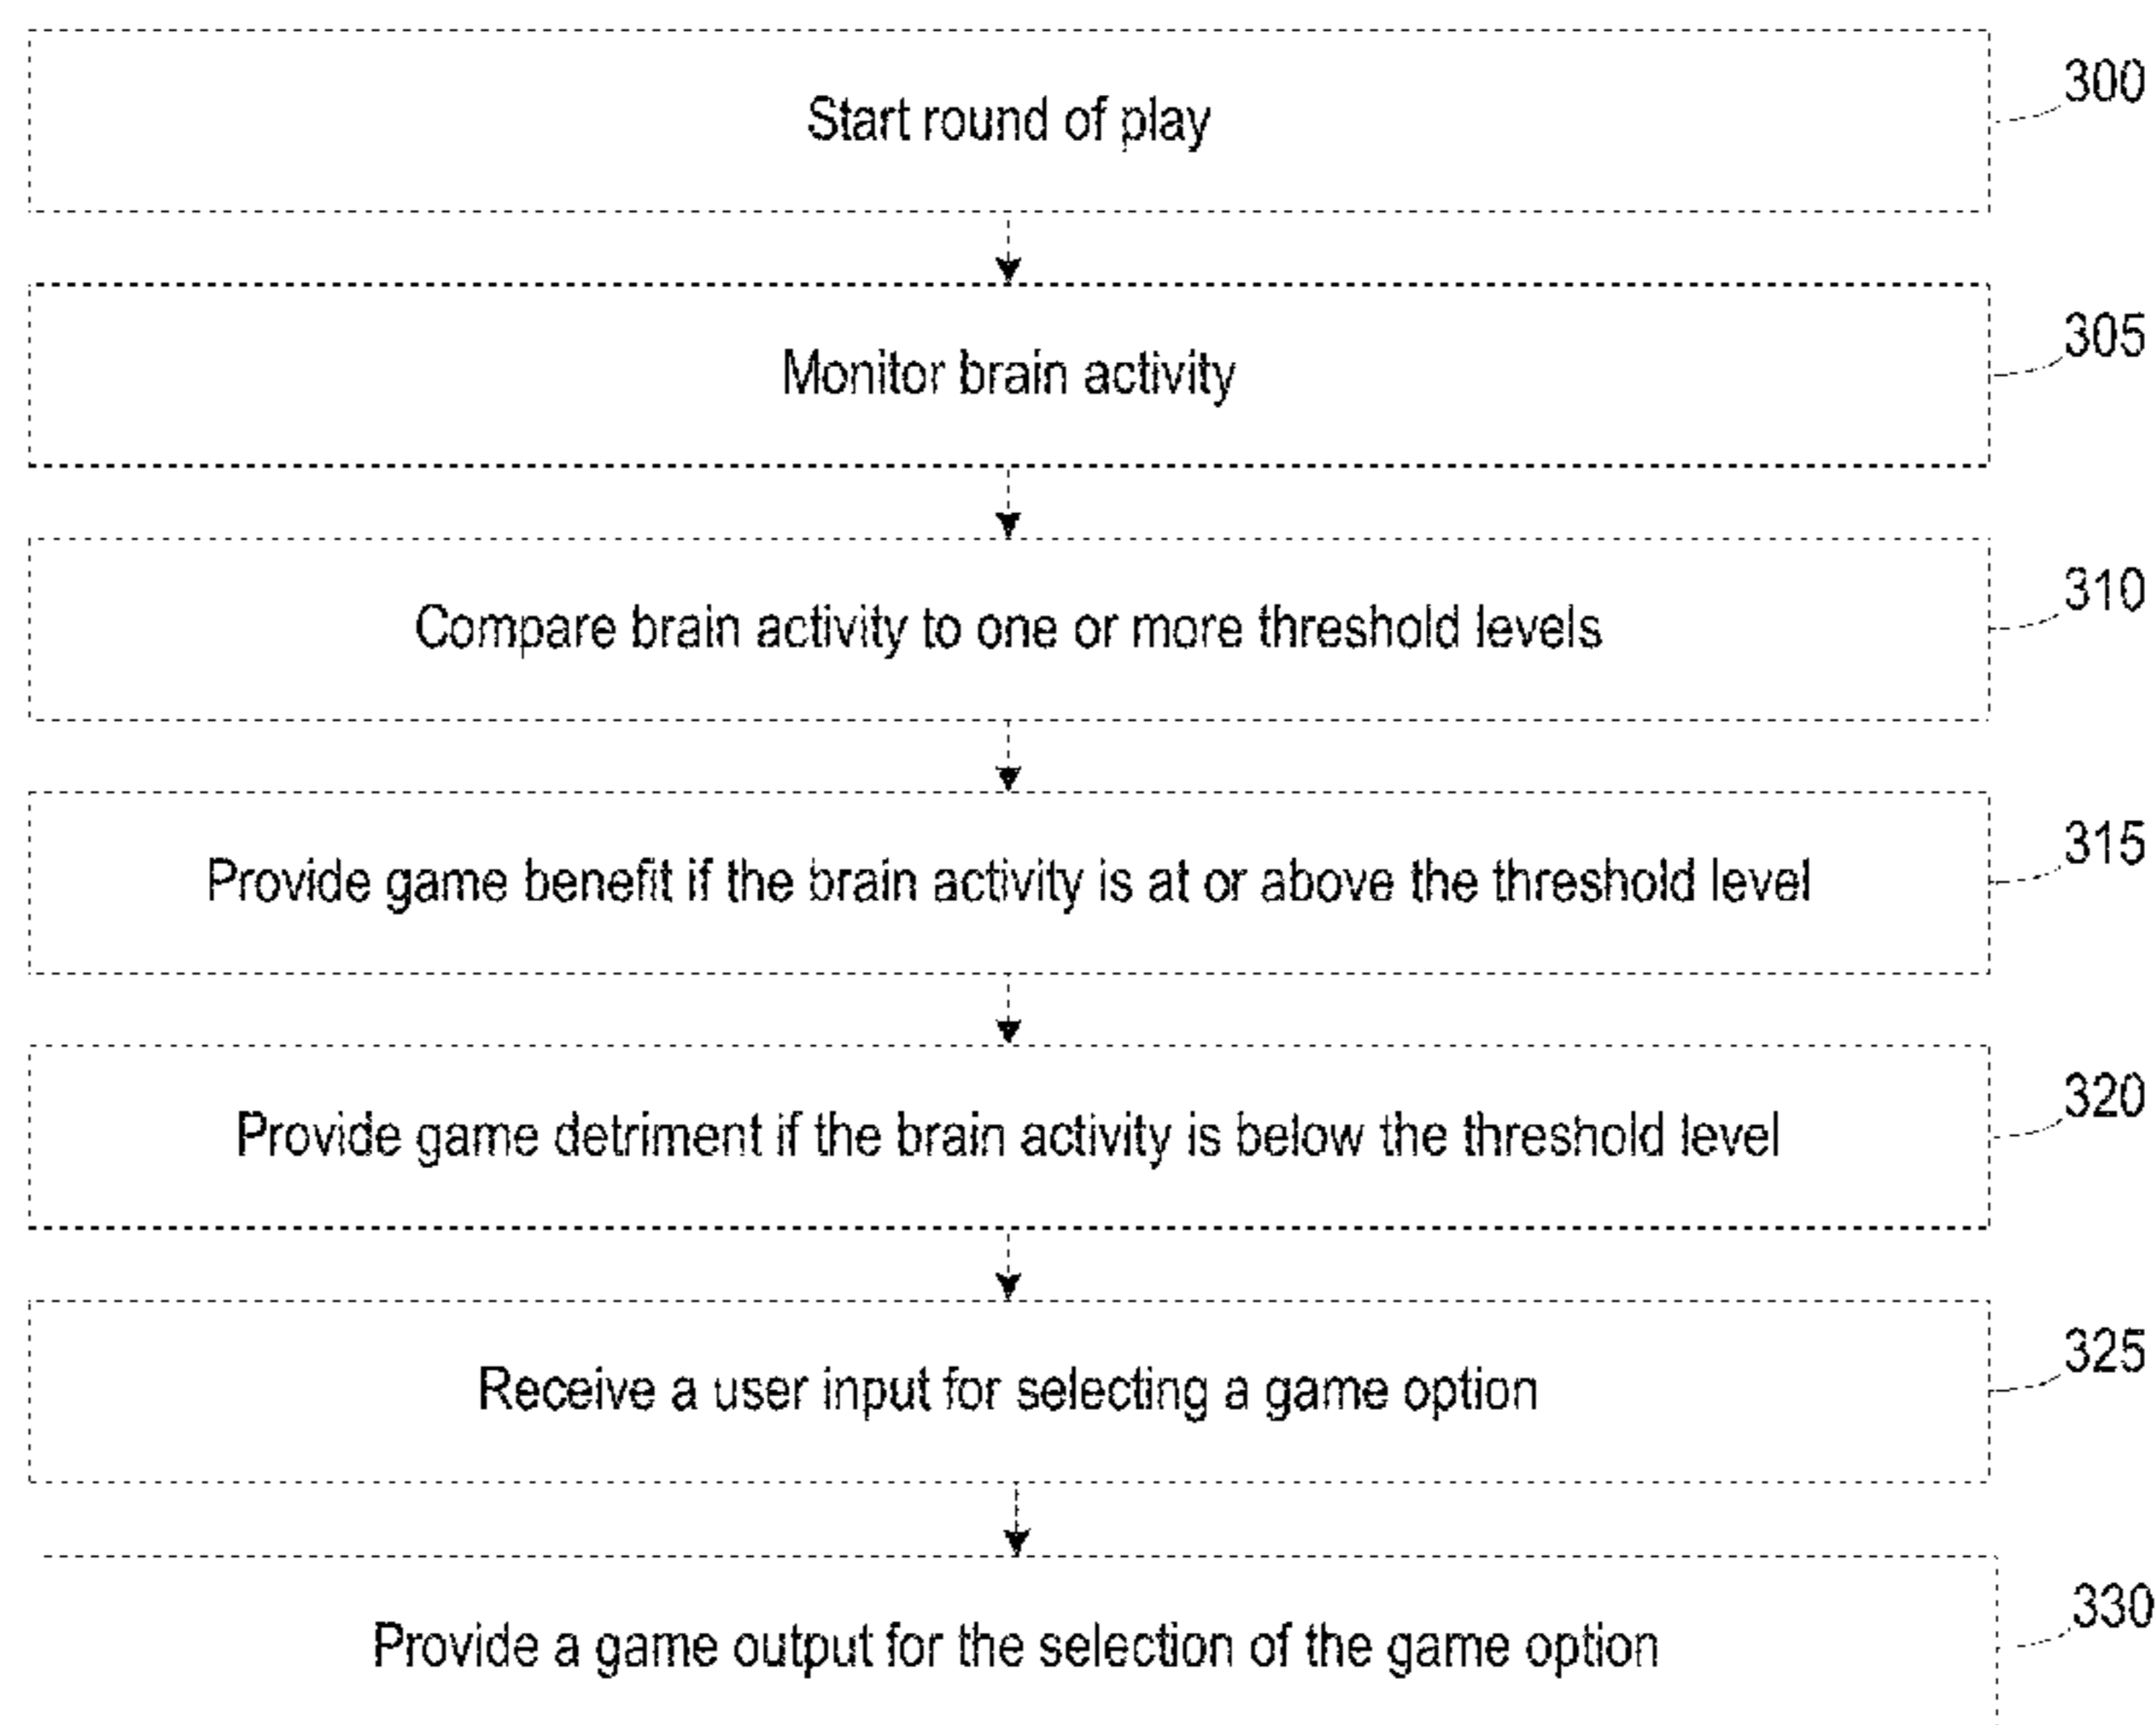 Start round of play
300
Monitor brain activity
305
Compare brain activity to one or more threshold levels
310
Provide game benefit if the brain activity is at or above the threshold level
315
Provide game detriment if the brain activity is below the threshold level
320
Receive a user input for selecting a game option
325
Provide a game output for the selection of the game option
330